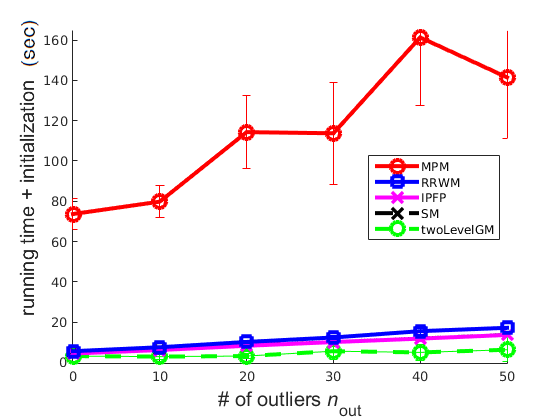 running time + initialization (sec)
160
140
120
100
80
60
40
20
0
0 10 20 30 40 50
# of outliers n_out
MPM
RRWM
IPFP
SM
twoLevelGM